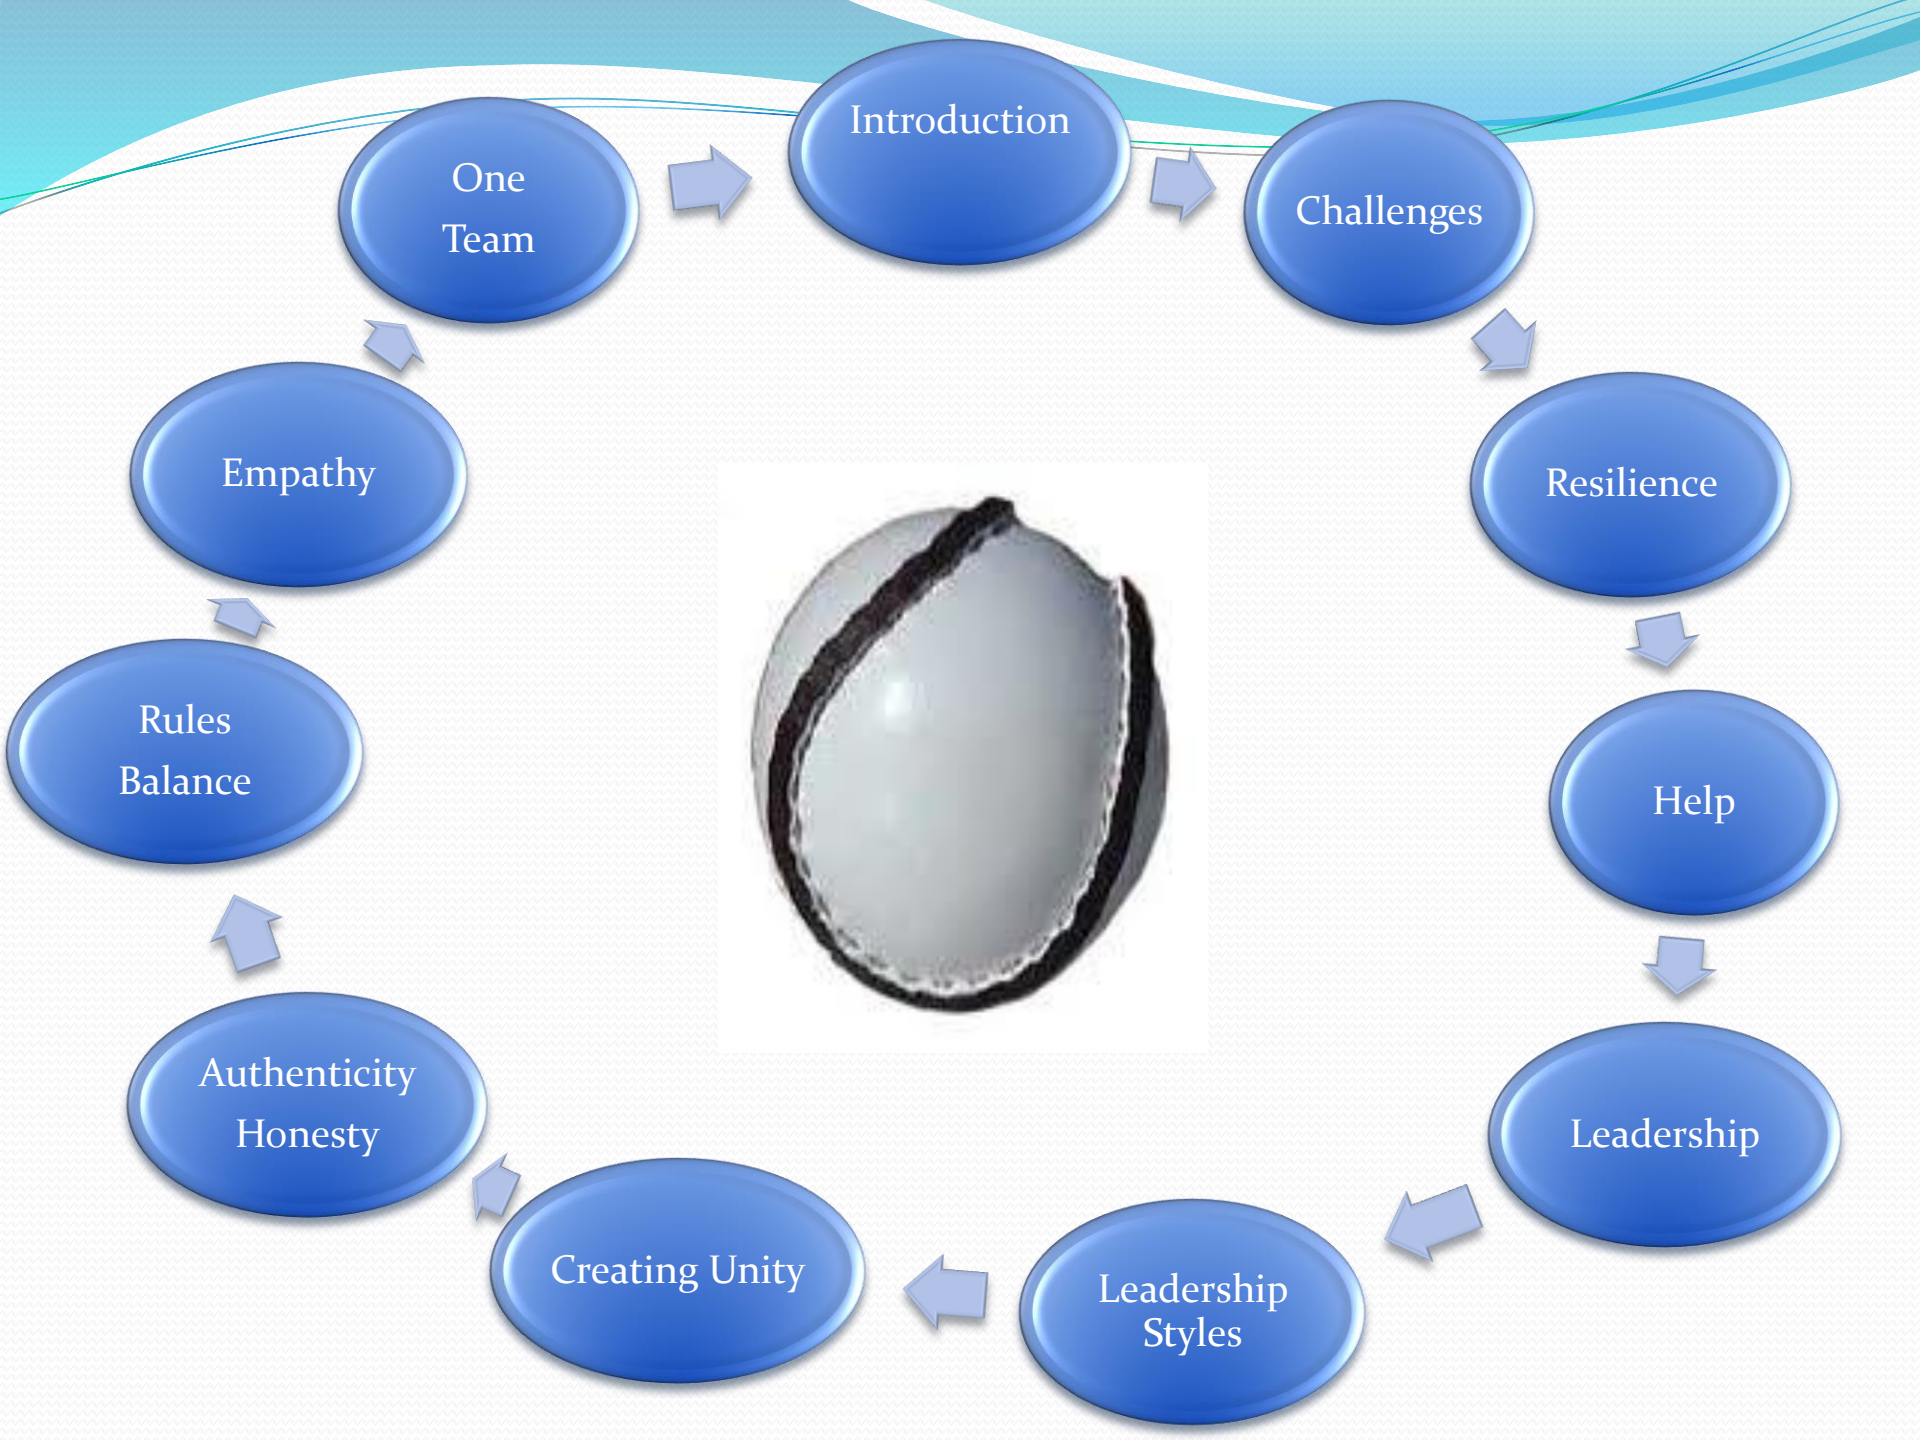 Introduction
Challenges
Resilience
Help
Leadership
Leadership
Styles
Creating Unity
Authenticity
Honesty
Rules
Balance
Empathy
One
Team